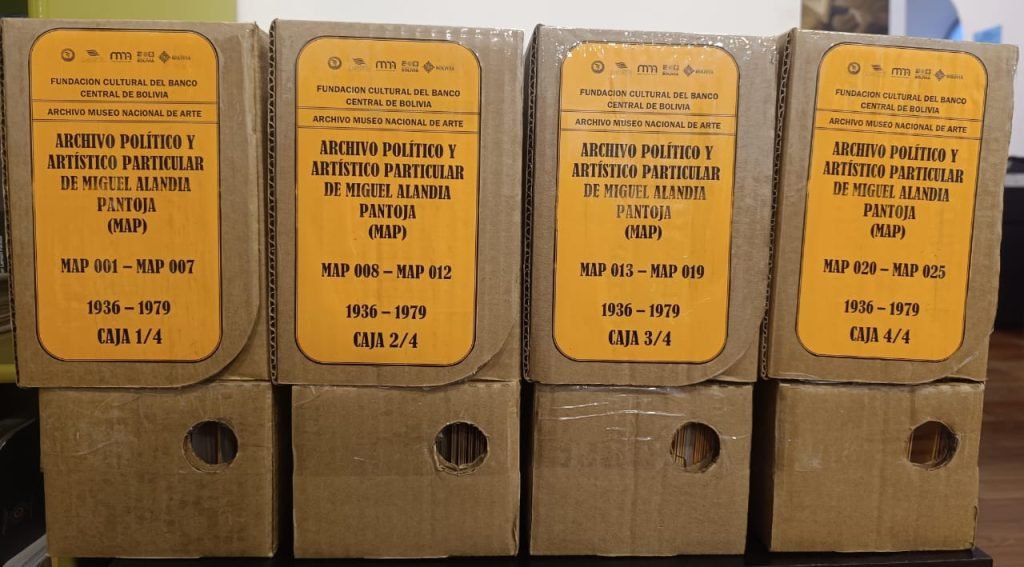 BOLIVIA
FUNDACION CULTURAL DEL BANCO
CENTRAL DE BOLIVIA
ARCHIVO MUSEO NACIONAL DE ARTE
ARCHIVO POLÍTICO Y
ARTÍSTICO PARTICULAR
DE MIGUEL ALANDIA
PANTOJA
(MAP)
MAP 001 – MAP 007
1936 – 1979
CAJA 1/4
BOLIVIA
FUNDACION CULTURAL DEL BANCO
CENTRAL DE BOLIVIA
ARCHIVO MUSEO NACIONAL DE ARTE
ARCHIVO POLÍTICO Y
ARTÍSTICO PARTICULAR
DE MIGUEL ALANDIA
PANTOJA
(MAP)
MAP 008 – MAP 012
1936 – 1979
CAJA 2/4
BOLIVIA
FUNDACION CULTURAL DEL BANCO
CENTRAL DE BOLIVIA
ARCHIVO MUSEO NACIONAL DE ARTE
ARCHIVO POLÍTICO Y
ARTÍSTICO PARTICULAR
DE MIGUEL ALANDIA
PANTOJA
(MAP)
MAP 013 – MAP 019
1936 – 1979
CAJA 3/4
BOLIVIA
FUNDACION CULTURAL DEL BANCO
CENTRAL DE BOLIVIA
ARCHIVO MUSEO NACIONAL DE ARTE
ARCHIVO POLÍTICO Y
ARTÍSTICO PARTICULAR
DE MIGUEL ALANDIA
PANTOJA
(MAP)
MAP 020 – MAP 025
1936 – 1979
CAJA 4/4